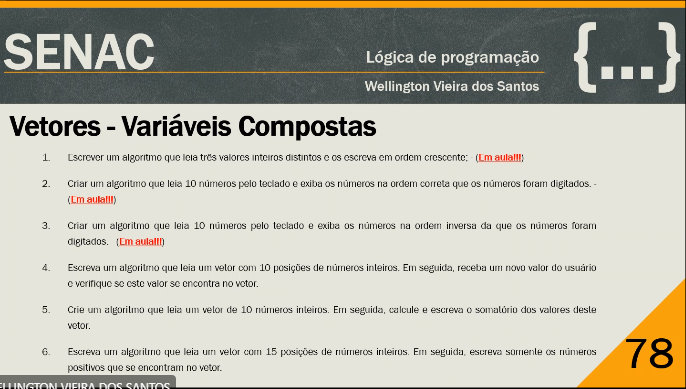 SENAC
Lógica de programação
{...}
Wellington Vieira dos Santos
Vetores - Variáveis Compostas
1. Escrever um algoritmo que leia três valores inteiros distintos e os escreva em ordem crescente; (Em aula!!!)
2. Criar um algoritmo que leia 10 números pelo teclado e exiba os números na ordem correta que os números foram digitados. -
(Em aula!!!)
3. Criar um algoritmo que leia 10 números pelo teclado e exiba os números na ordem inversa da que os números foram
digitados. (Em aula!!!)
4. Escreva um algoritmo que leia um vetor com 10 posições de números inteiros. Em seguida, receba um novo valor do usuário
e verifique se este valor se encontra no vetor.
5. Crie um algoritmo que leia um vetor de 10 números inteiros. Em seguida, calcule e escreva o somatório dos valores deste
vetor.
6. Escreva um algoritmo que leia um vetor com 15 posições de números inteiros. Em seguida, escreva somente os números
positivos que se encontram no vetor.
78
WELLINGTON VIEIRA DOS SANTOS